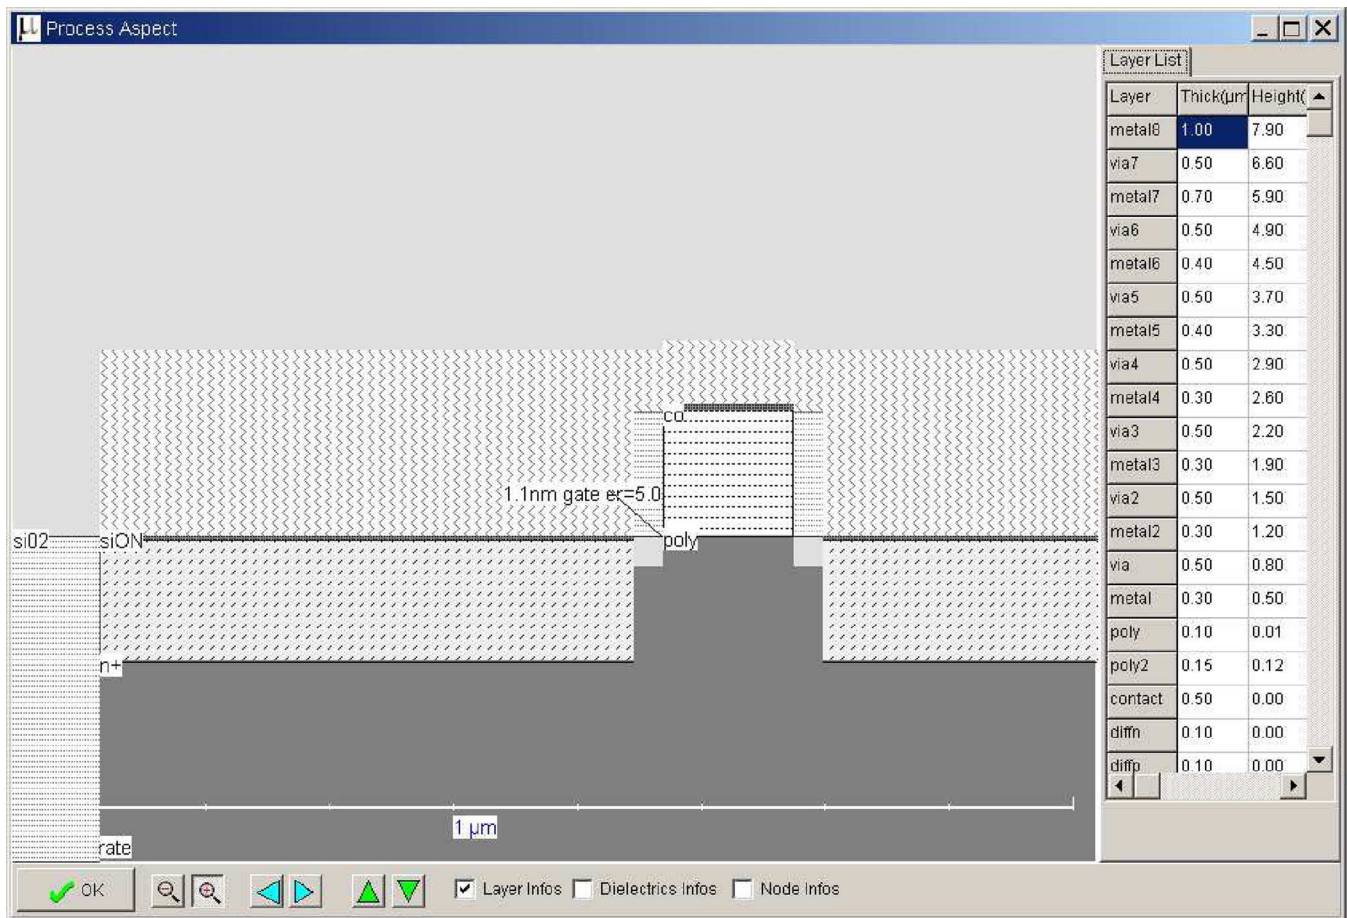 Process Aspect
Layer List
Layer Thick(µm Height(
metal8 1.00 7.90
via7 0.50 6.60
metal7 0.70 5.90
via6 0.50 4.90
metal6 0.40 4.50
via5 0.50 3.70
metal5 0.40 3.30
via4 0.50 2.90
metal4 0.30 2.60
via3 0.50 2.20
metal3 0.30 1.90
via2 0.50 1.50
metal2 0.30 1.20
via 0.50 0.80
metal 0.30 0.50
poly 0.10 0.01
poly2 0.15 0.12
contact 0.50 0.00
diffn 0.10 0.00
diffp 0.10 0.00
co
1.1nm gate er=5.0
si02 siON poly
n+
1 µm
rate
OK Layer Infos Dielectrics Infos Node Infos